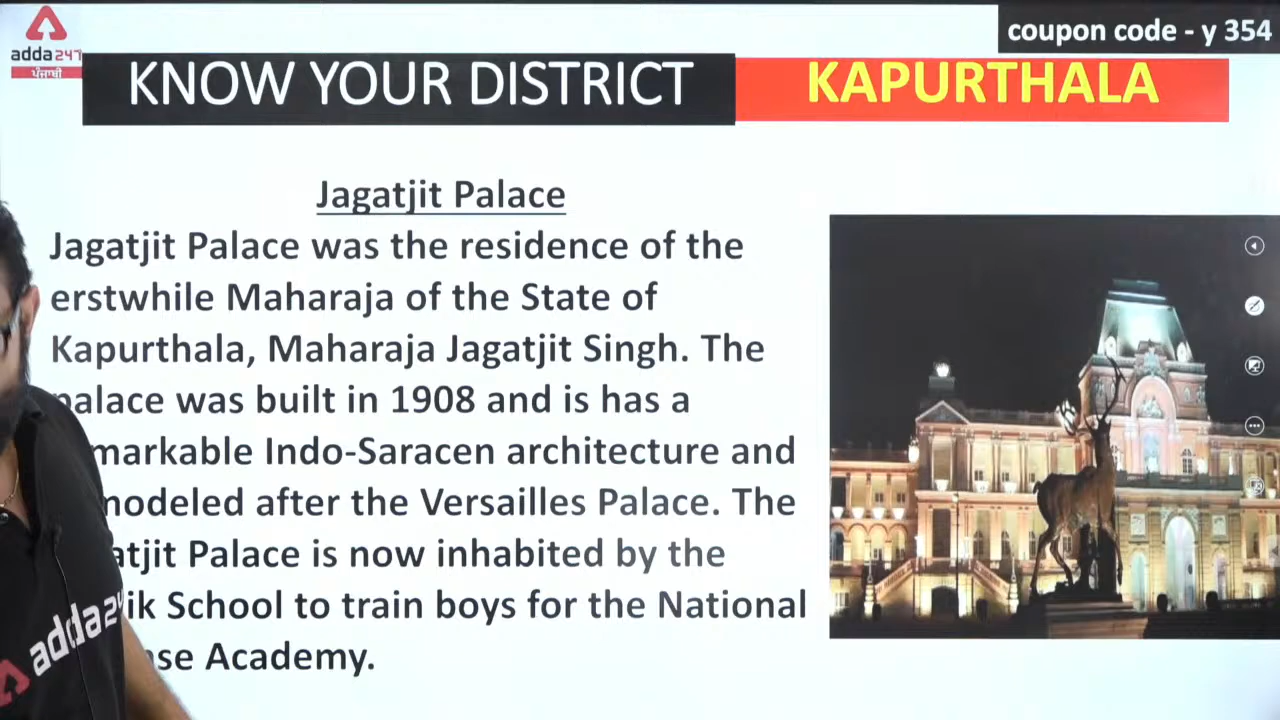 adda247
ਪੰਜਾਬੀ
coupon code - y 354
KNOW YOUR DISTRICT
KAPURTHALA
Jagatjit Palace
Jagatjit Palace was the residence of the
erstwhile Maharaja of the State of
Kapurthala, Maharaja Jagatjit Singh. The
palace was built in 1908 and is has a
markable Indo-Saracen architecture and
modeled after the Versailles Palace. The
atjit Palace is now inhabited by the
ik School to train boys for the National
se Academy.
adda24